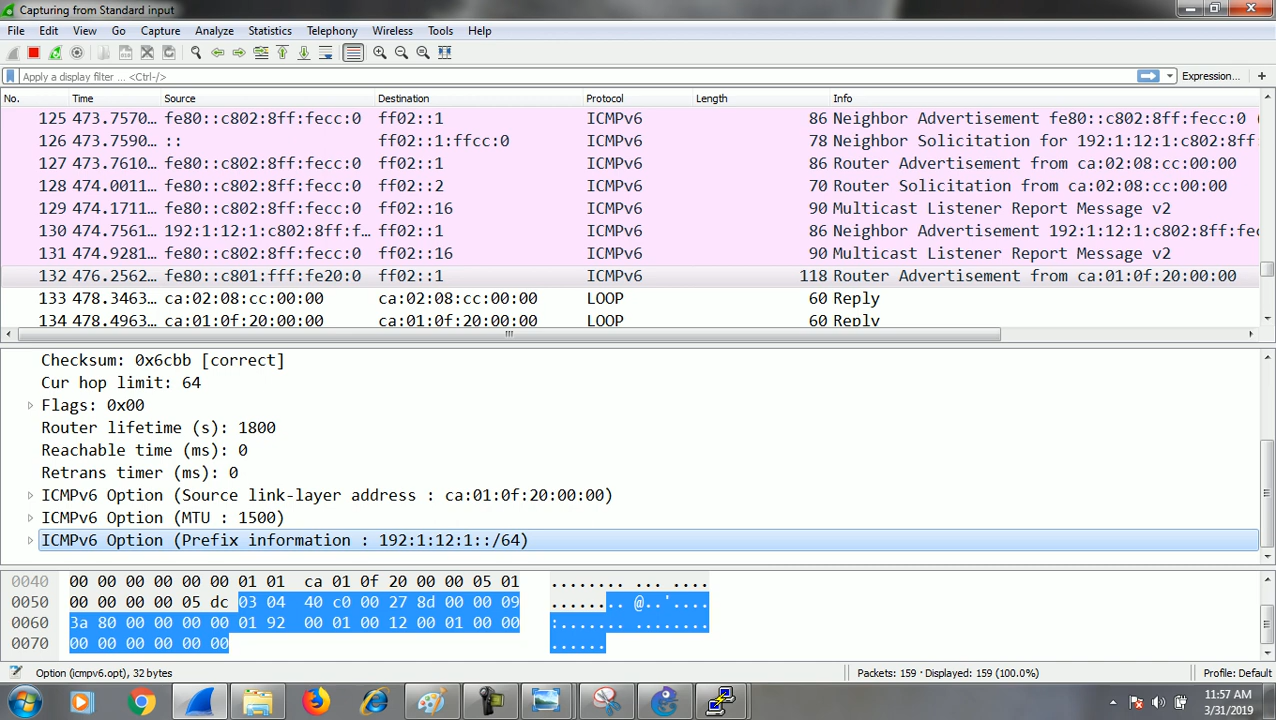 Capturing from Standard input
File Edit View Go Capture Analyze Statistics Telephony Wireless Tools Help
Apply a display filter ... <Ctrl-/> Expression... +
No. Time Source Destination Protocol Length Info
125 473.7570... fe80::c802:8ff:fecc:0 ff02::1 ICMPv6 86 Neighbor Advertisement fe80::c802:8ff:fecc:0 (
126 473.7590... :: ff02::1:ffcc:0 ICMPv6 78 Neighbor Solicitation for 192:1:12:1:c802:8ff:
127 473.7610... fe80::c802:8ff:fecc:0 ff02::1 ICMPv6 86 Router Advertisement from ca:02:08:cc:00:00
128 474.0011... fe80::c802:8ff:fecc:0 ff02::2 ICMPv6 70 Router Solicitation from ca:02:08:cc:00:00
129 474.1711... fe80::c802:8ff:fecc:0 ff02::16 ICMPv6 90 Multicast Listener Report Message v2
130 474.7561... 192:1:12:1:c802:8ff:f... ff02::1 ICMPv6 86 Neighbor Advertisement 192:1:12:1:c802:8ff:fec
131 474.9281... fe80::c802:8ff:fecc:0 ff02::16 ICMPv6 90 Multicast Listener Report Message v2
132 476.2562... fe80::c801:fff:fe20:0 ff02::1 ICMPv6 118 Router Advertisement from ca:01:0f:20:00:00
133 478.3463... ca:02:08:cc:00:00 ca:02:08:cc:00:00 LOOP 60 Reply
134 478.4963... ca:01:0f:20:00:00 ca:01:0f:20:00:00 LOOP 60 Reply
Checksum: 0x6cbb [correct]
Cur hop limit: 64
Flags: 0x00
Router lifetime (s): 1800
Reachable time (ms): 0
Retrans timer (ms): 0
ICMPv6 Option (Source link-layer address : ca:01:0f:20:00:00)
ICMPv6 Option (MTU : 1500)
ICMPv6 Option (Prefix information : 192:1:12:1::/64)
0040 00 00 00 00 00 00 01 01 ca 01 0f 20 00 00 05 01 ........ ... ....
0050 00 00 00 00 05 dc 03 04 40 c0 00 27 8d 00 00 09 ........ @..'....
0060 3a 80 00 00 00 00 01 92 00 01 00 12 00 01 00 00 :....... ........
0070 00 00 00 00 00 00 ......
Option (icmpv6.opt), 32 bytes Packets: 159 · Displayed: 159 (100.0%) Profile: Default
11:57 AM
3/31/2019